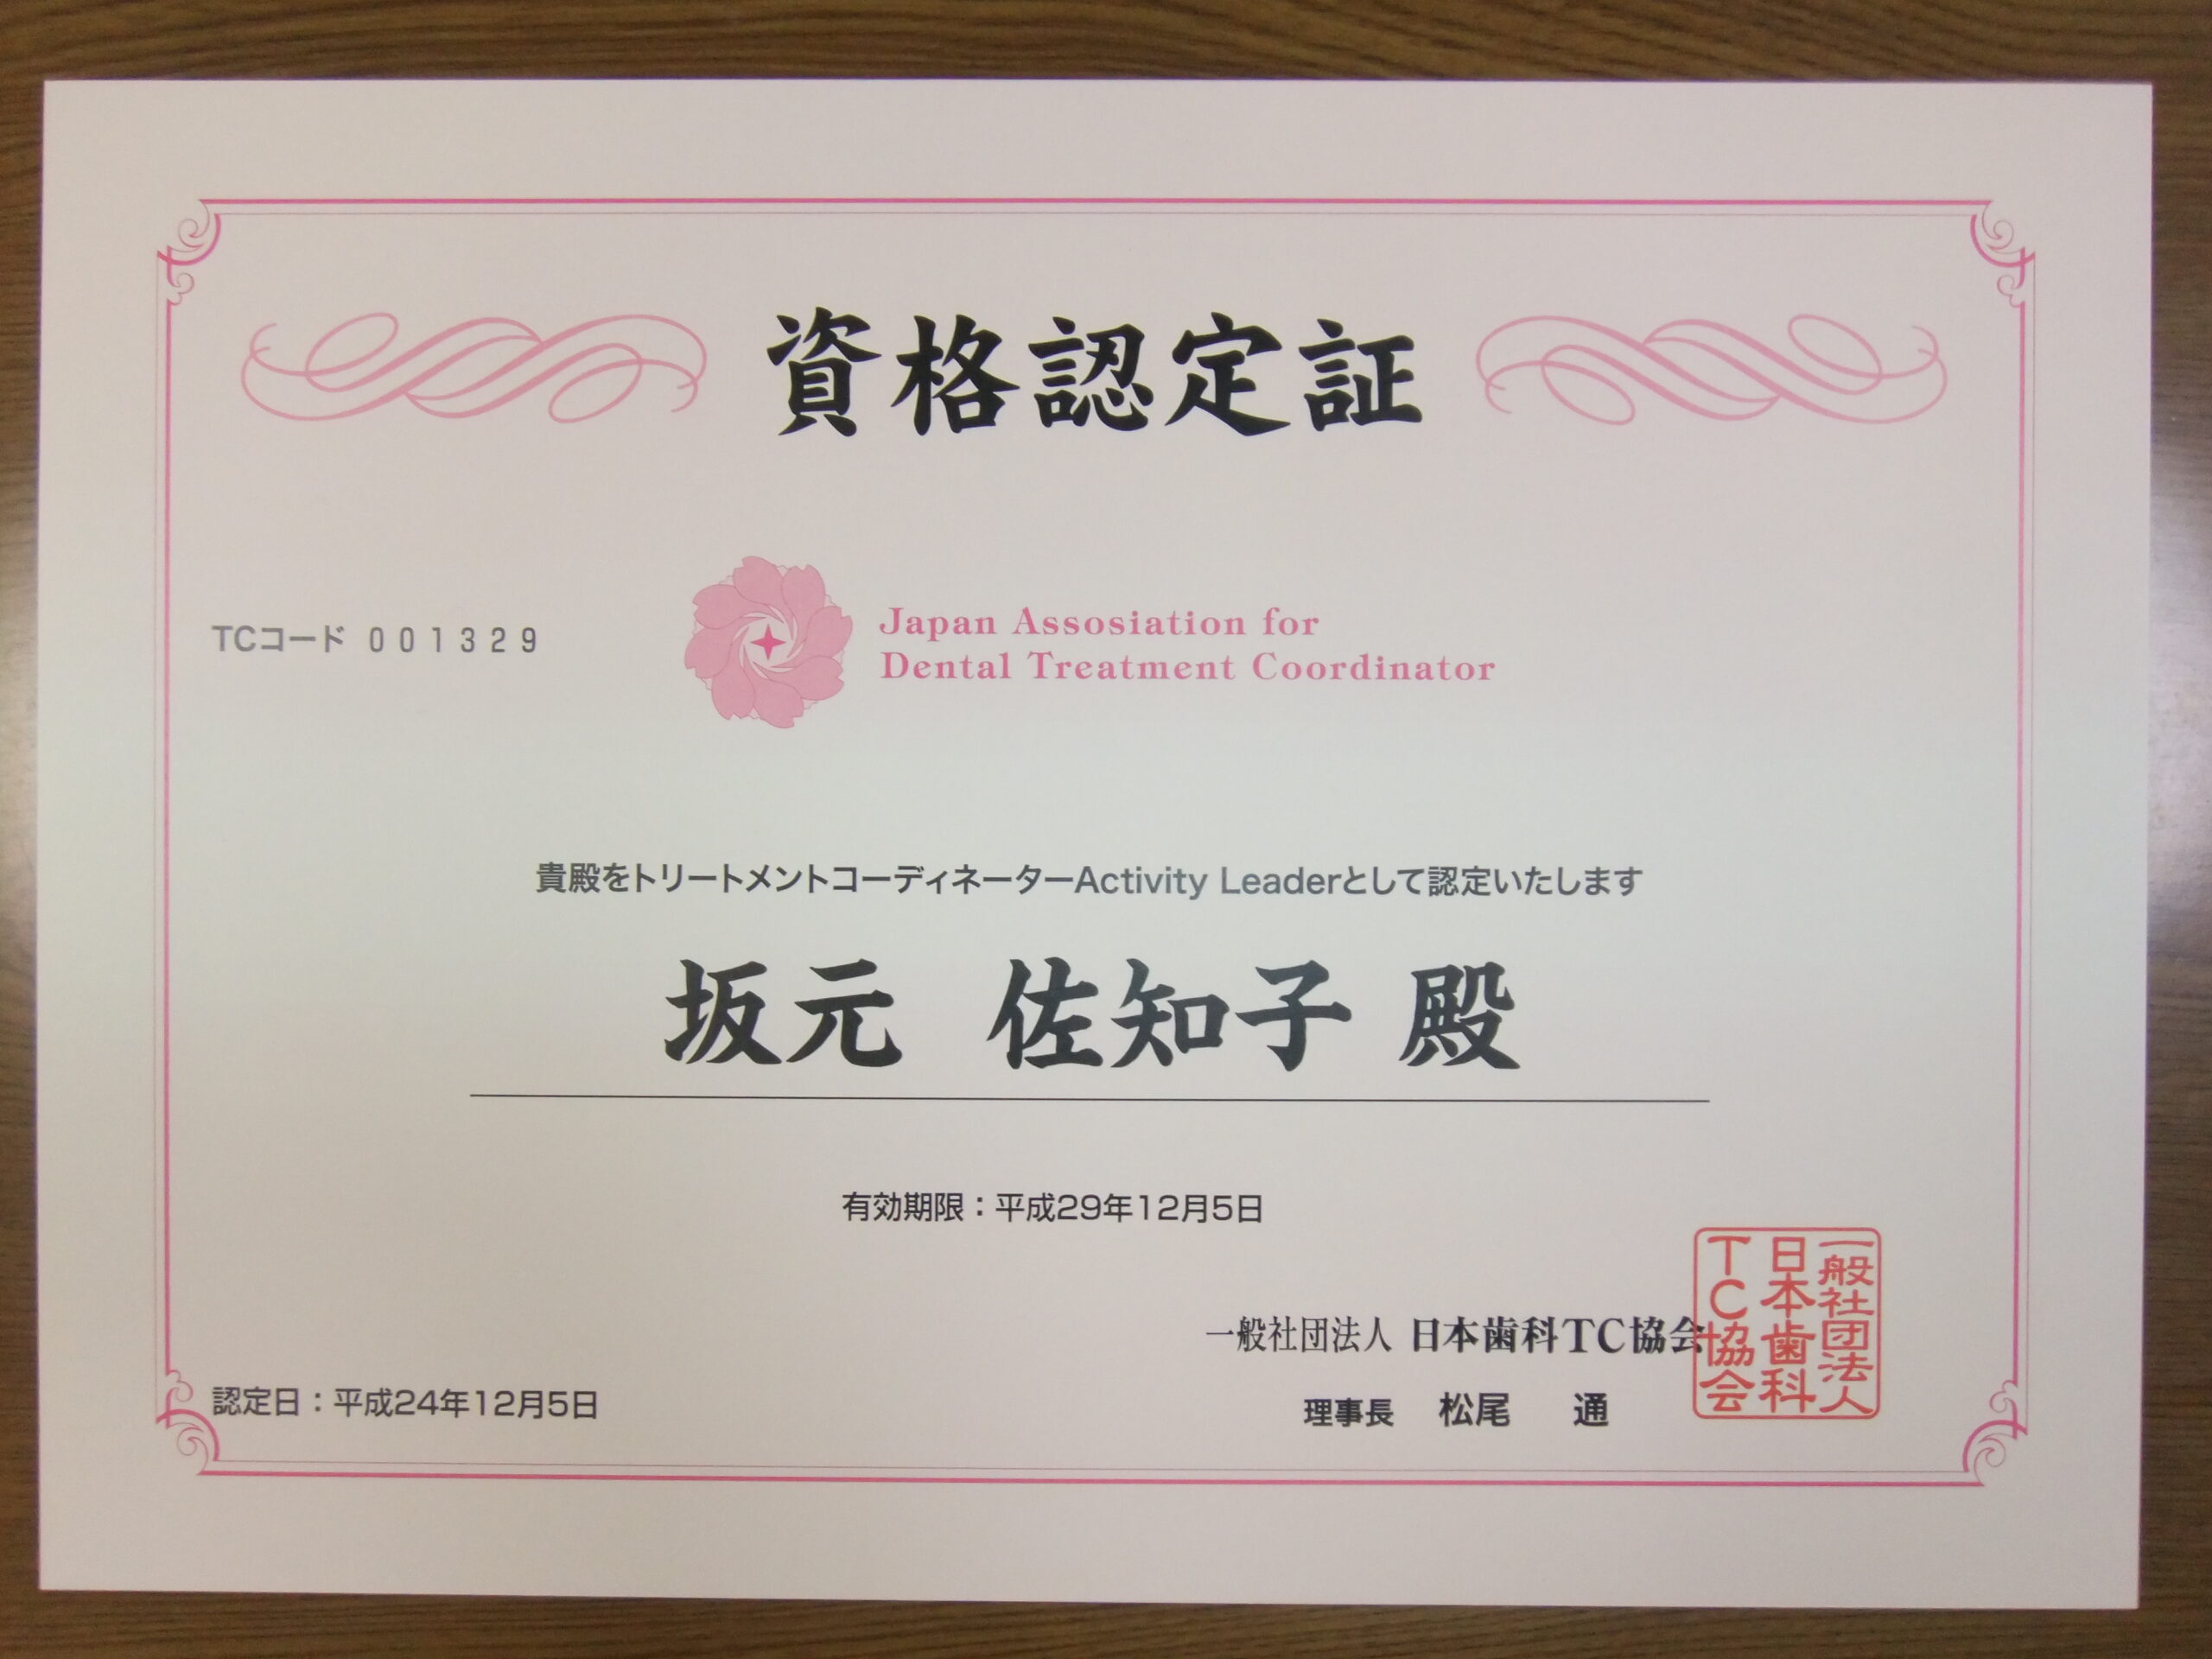 資格認定証
TCコード 001329
Japan Assosiation for
Dental Treatment Coordinator
貴殿をトリートメントコーディネーターActivity Leaderとして認定いたします
坂元 佐知子 殿
有効期限：平成29年12月5日
一般社団法人 日本歯科TC協会
理事長 松尾 通
認定日：平成24年12月5日
一般社団法人
日本歯科
TC協会